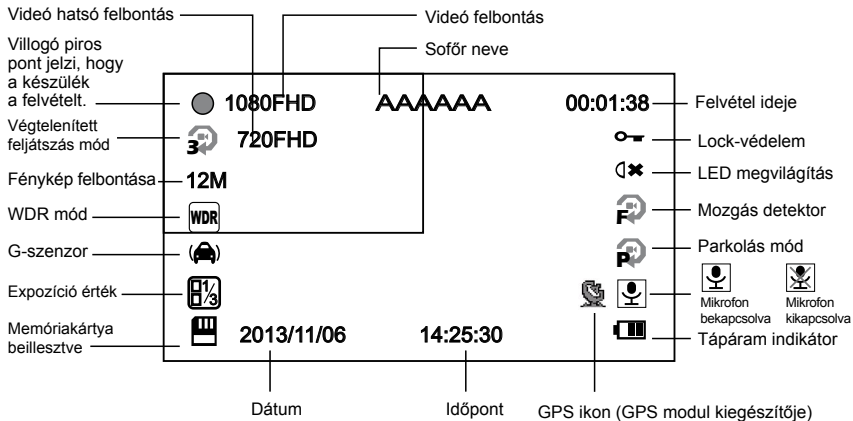 Videó hatsó felbontás
Videó felbontás
Villogó piros
pont jelzi, hogy
a készülék
a felvételt.
Sofőr neve
1080FHD
AAAAAA
00:01:38
Felvétel ideje
Végtelenített
feljátszás mód
3
720FHD
Lock-védelem
Fénykép felbontása
12M
LED megvilágítás
WDR mód
WDR
F
Mozgás detektor
G-szenzor
P
Parkolás mód
Expozíció érték
1/3
Mikrofon
bekapcsolva
Mikrofon
kikapcsolva
Memóriakártya
beillesztve
2013/11/06
14:25:30
Tápáram indikátor
Dátum
Időpont
GPS ikon (GPS modul kiegészítője)